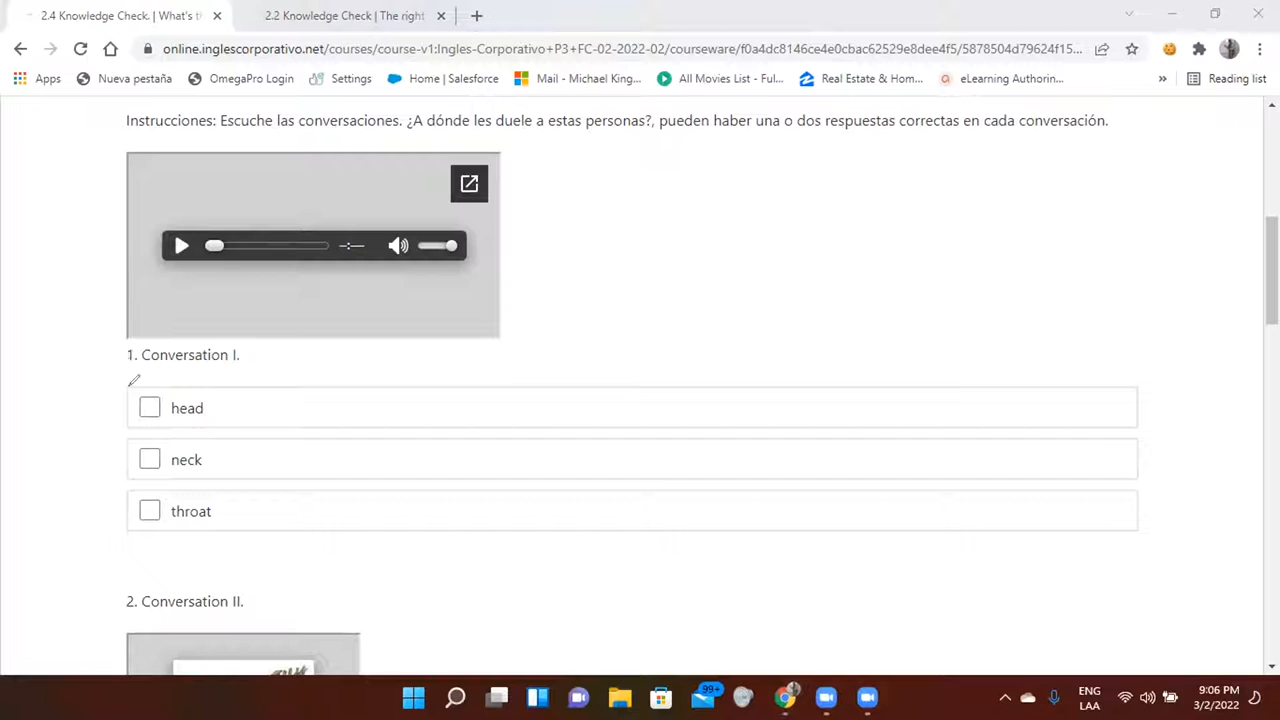 2.4 Knowledge Check. | What's th
2.2 Knowledge Check | The right
online.inglescorporativo.net/courses/course-v1:Ingles-Corporativo+P3+FC-02-2022-02/courseware/f0a4dc8146ce4e0cbac62529e8dee4f5/5878504d79624f15...
Apps
Nueva pestaña
OmegaPro Login
Settings
Home | Salesforce
Mail - Michael King...
All Movies List - Ful...
Real Estate & Hom...
eLearning Authorin...
»
Reading list
Instrucciones: Escuche las conversaciones. ¿A dónde les duele a estas personas?, pueden haber una o dos respuestas correctas en cada conversación.
-:--
1. Conversation I.
head
neck
throat
2. Conversation II.
99+
ENG
LAA
9:06 PM
3/2/2022